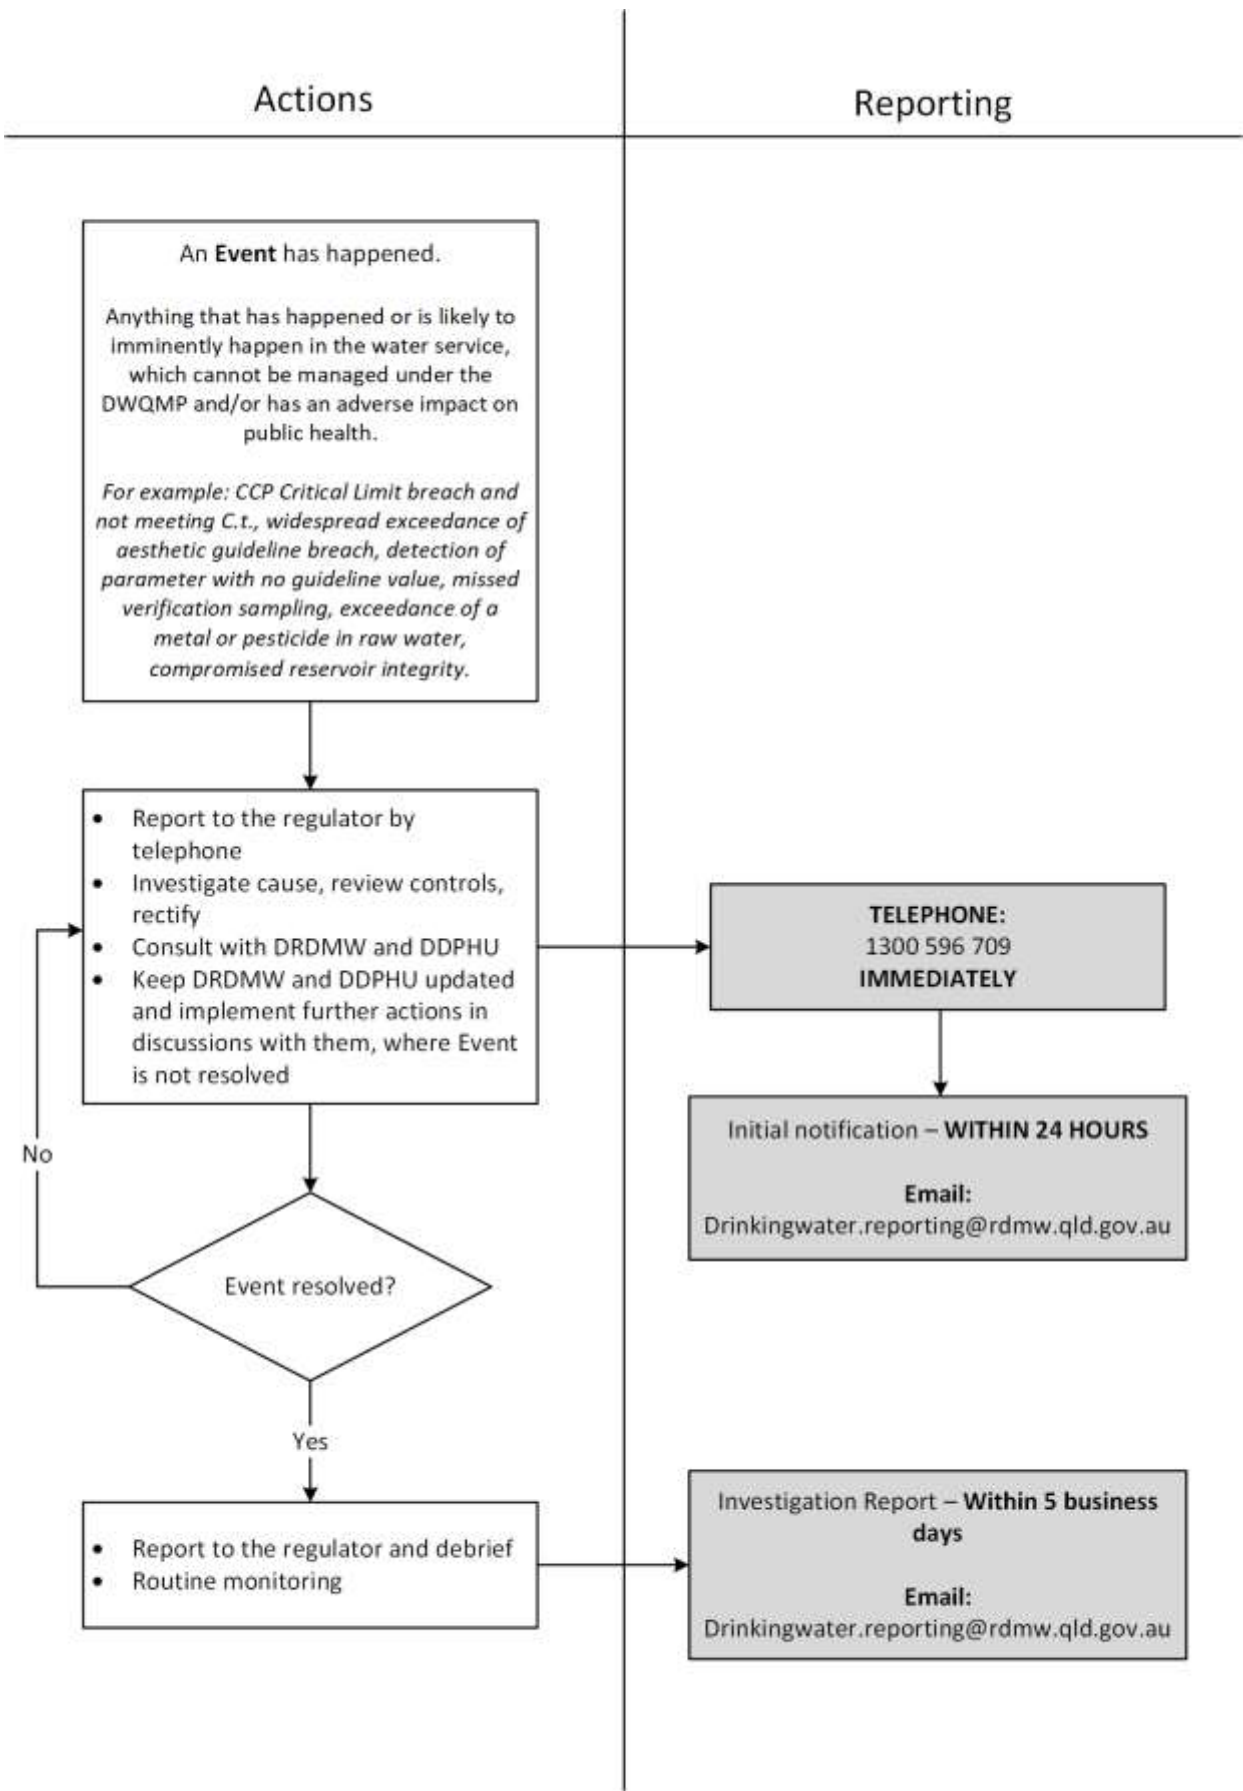 Actions
Reporting
An Event has happened.
Anything that has happened or is likely to
imminently happen in the water service,
which cannot be managed under the
DWQMP and/or has an adverse impact on
public health.
For example: CCP Critical Limit breach and
not meeting C.t., widespread exceedance of
aesthetic guideline breach, detection of
parameter with no guideline value, missed
verification sampling, exceedance of a
metal or pesticide in raw water,
compromised reservoir integrity.
• Report to the regulator by
telephone
• Investigate cause, review controls,
rectify
• Consult with DRDMW and DDPHU
• Keep DRDMW and DDPHU updated
and implement further actions in
discussions with them, where Event
is not resolved
TELEPHONE:
1300 596 709
IMMEDIATELY
Initial notification – WITHIN 24 HOURS
Email:
Drinkingwater.reporting@rdmw.qld.gov.au
No
Event resolved?
Yes
• Report to the regulator and debrief
• Routine monitoring
Investigation Report – Within 5 business
days
Email:
Drinkingwater.reporting@rdmw.qld.gov.au